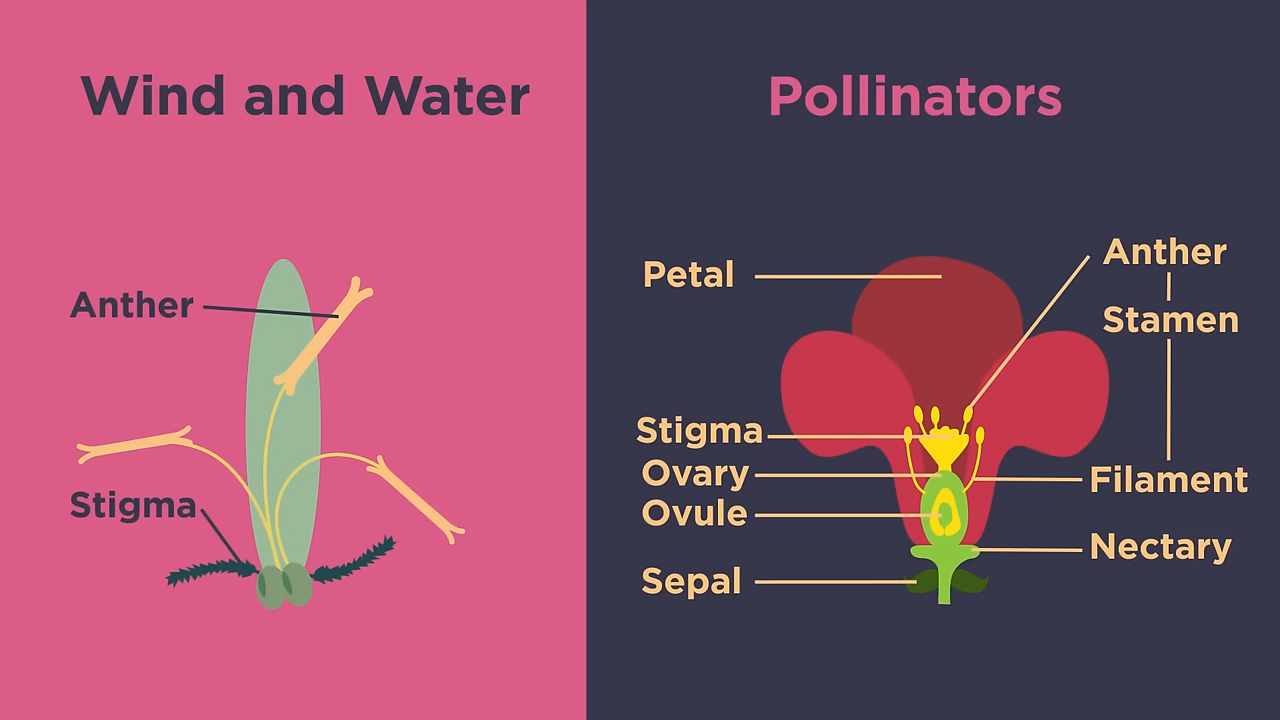 Wind and Water
Anther
Stigma
Pollinators
Petal
Stigma
Ovary
Ovule
Sepal
Anther
Stamen
Filament
Nectary